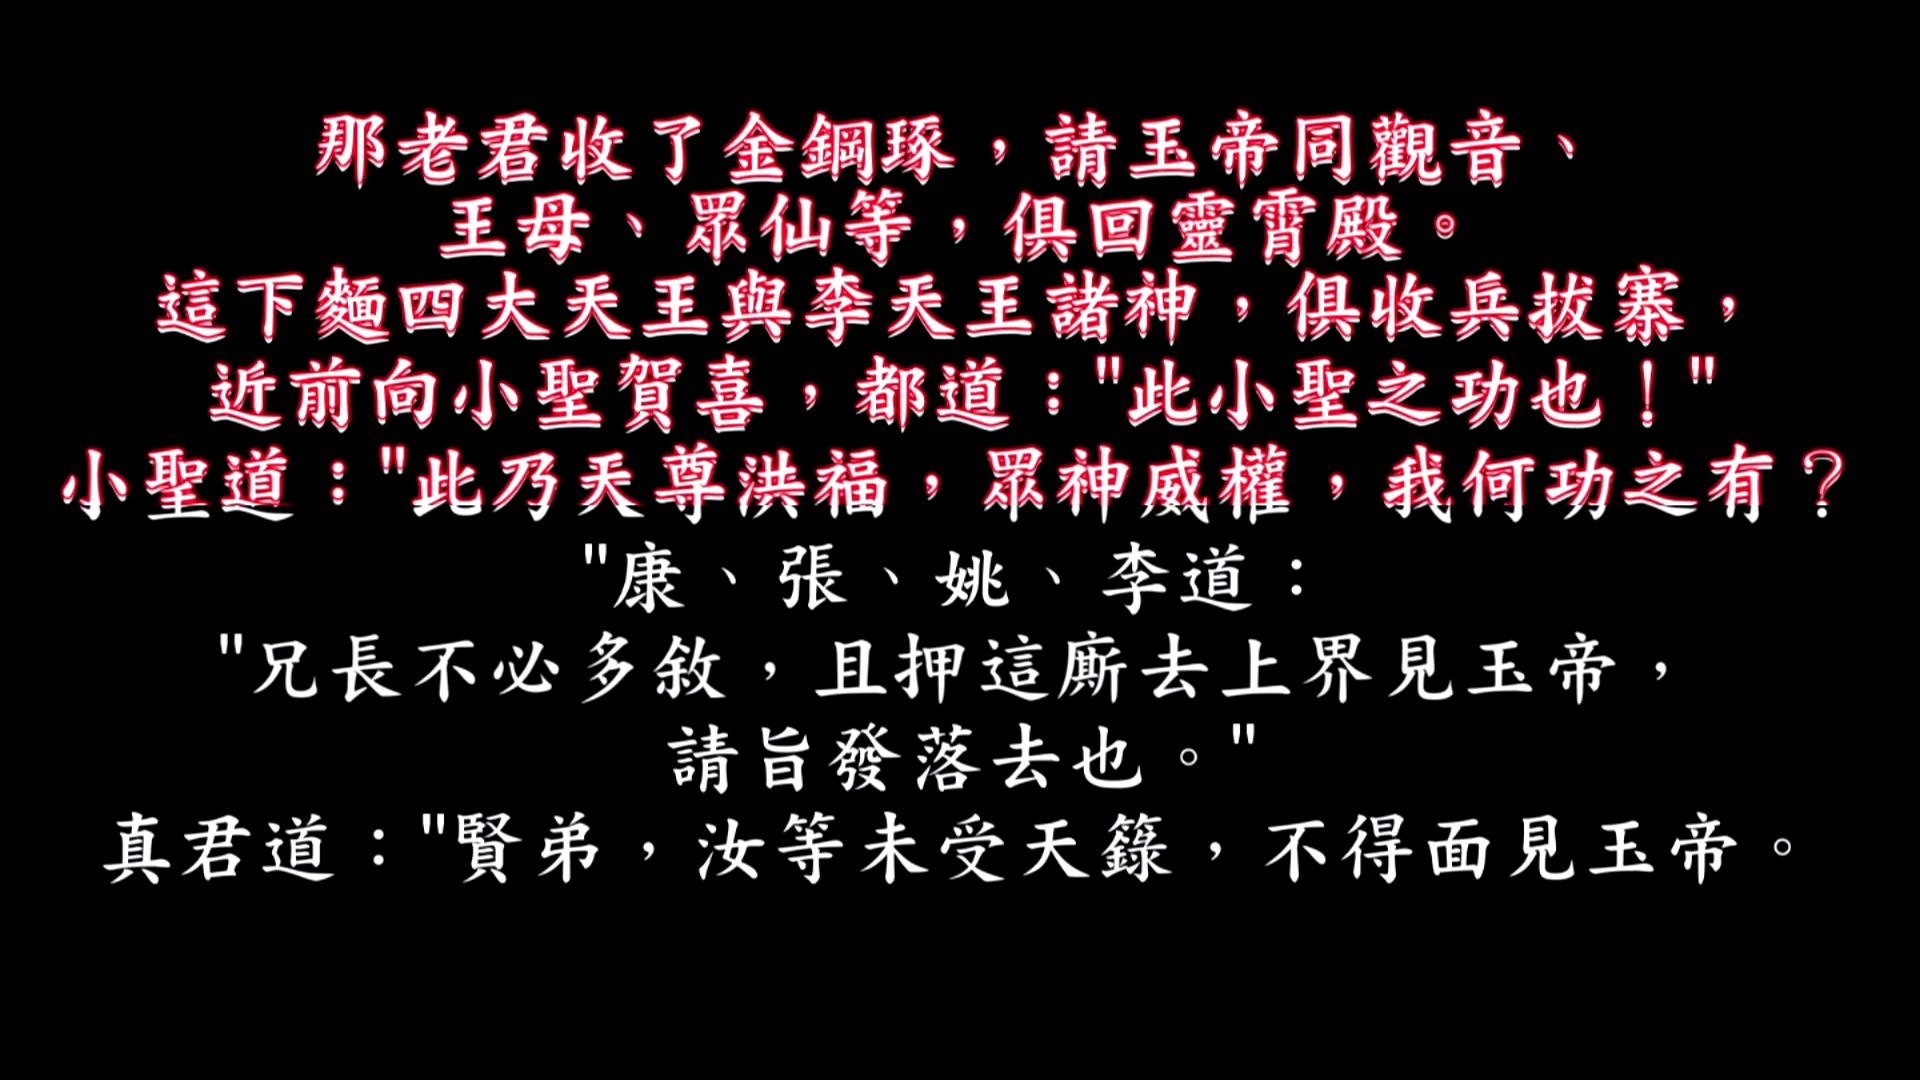 那老君收了金鋼琢，請玉帝同觀音、
王母、眾仙等，俱回靈霄殿。
這下麵四大天王與李天王諸神，俱收兵拔寨，
近前向小聖賀喜，都道："此小聖之功也！"
小聖道："此乃天尊洪福，眾神威權，我何功之有？
"康、張、姚、李道：
"兄長不必多敘，且押這廝去上界見玉帝，
請旨發落去也。"
真君道："賢弟，汝等未受天籙，不得面見玉帝。